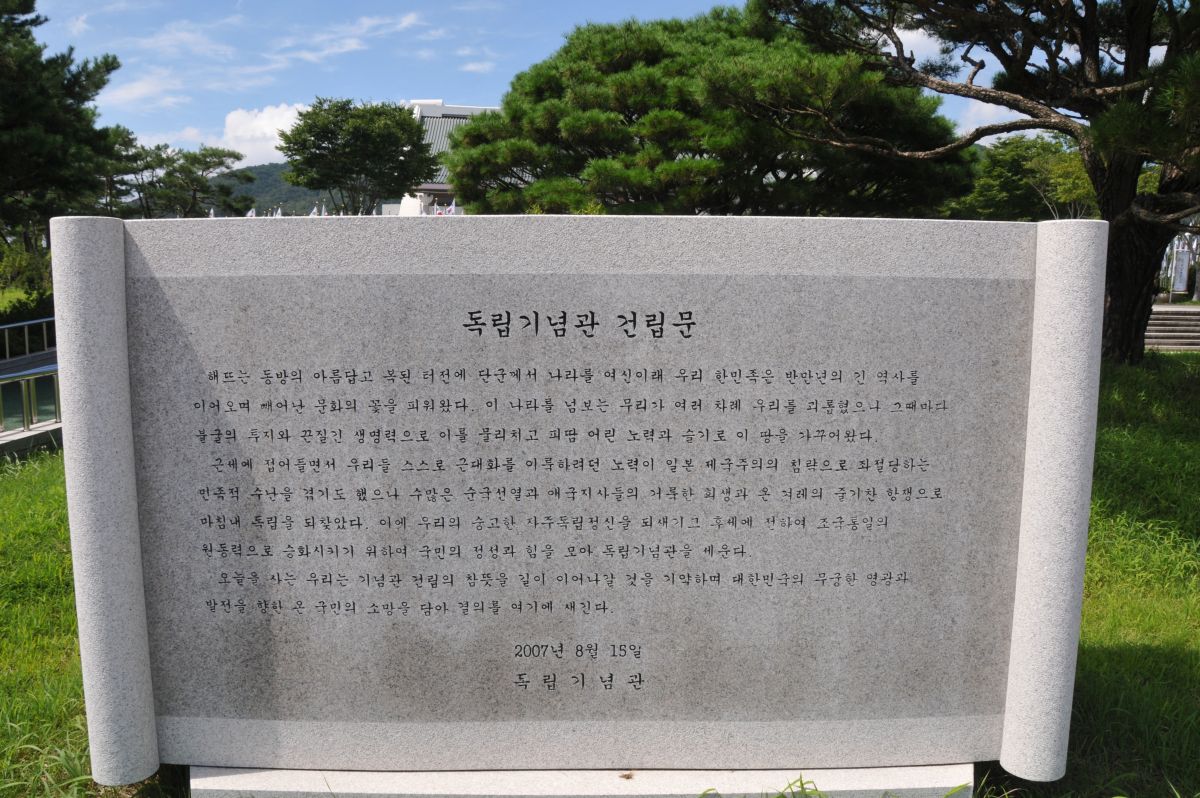 독립기념관 건립문
해뜨는 동방의 아름답고 복된 터전에 단군께서 나라를 여신이래 우리 한민족은 반만년의 긴 역사를
이어오며 빼어난 문화의 꽃을 피워왔다. 이 나라를 넘보는 무리가 여러 차례 우리를 괴롭혔으나 그때마다
불굴의 투지와 끈질긴 생명력으로 이를 물리치고 피땀 어린 노력과 슬기로 이 땅을 가꾸어왔다.
근세에 접어들면서 우리들 스스로 근대화를 이룩하려던 노력이 일본 제국주의의 침략으로 좌절당하는
민족적 수난을 겪기도 했으나 수많은 순국선열과 애국지사들의 거룩한 희생과 온 겨레의 줄기찬 항쟁으로
마침내 독립을 되찾았다. 이에 우리의 숭고한 자주독립정신을 되새기고 후세에 전하여 조국통일의
원동력으로 승화시키기 위하여 국민의 정성과 힘을 모아 독립기념관을 세운다.
오늘을 사는 우리는 기념관 건립의 참뜻을 길이 이어나갈 것을 기약하며 대한민국의 무궁한 영광과
발전을 향한 온 국민의 소망을 담아 결의를 여기에 새긴다.
2007년 8월 15일
독 립 기 념 관